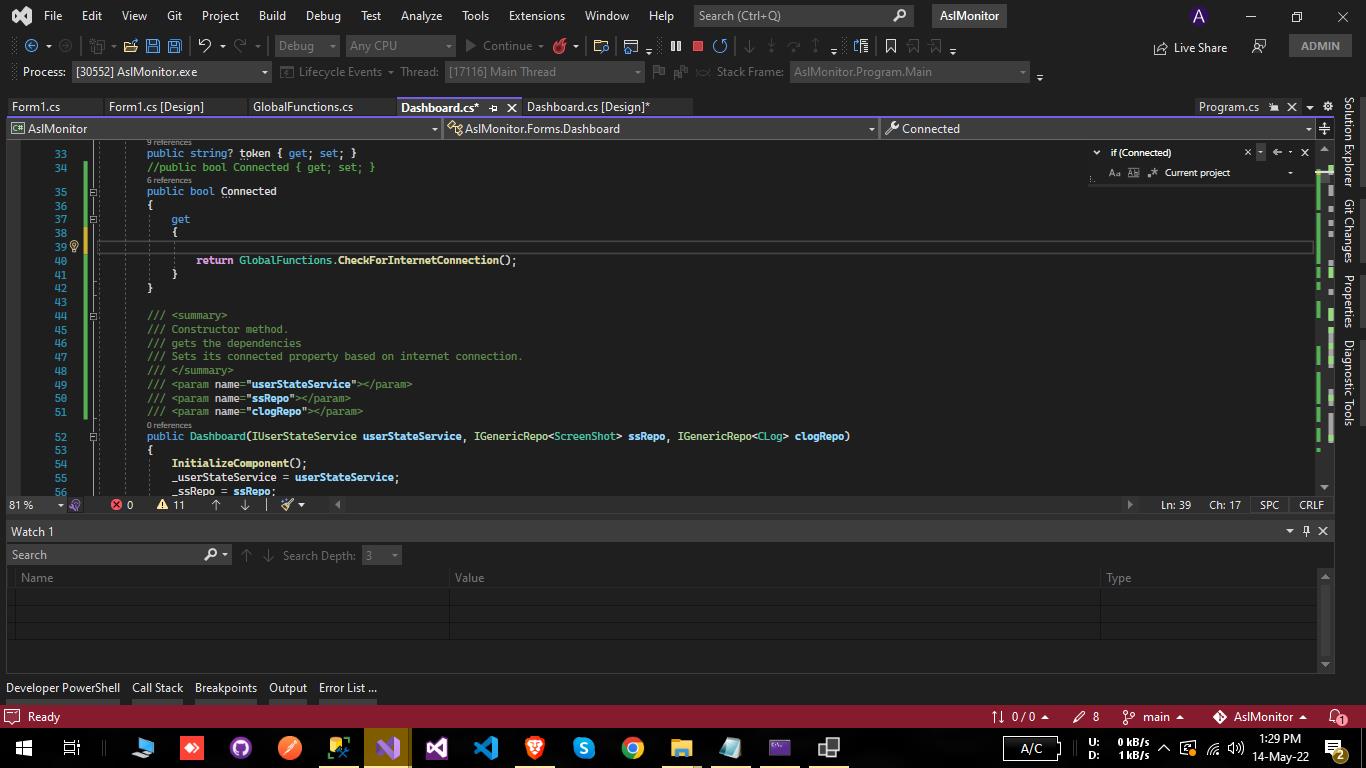 File Edit View Git Project Build Debug Test Analyze Tools Extensions Window Help Search (Ctrl+Q) AslMonitor A
Debug Any CPU Continue Live Share ADMIN
Process: [30552] AslMonitor.exe Lifecycle Events Thread: [17116] Main Thread Stack Frame: AslMonitor.Program.Main
Form1.cs Form1.cs [Design] GlobalFunctions.cs Dashboard.cs* Dashboard.cs [Design]* Program.cs
C# AslMonitor AslMonitor.Forms.Dashboard Connected
9 references
33 public string? token { get; set; }
34 //public bool Connected { get; set; }
6 references
35 public bool Connected
36 {
37 get
38 {
39
40 return GlobalFunctions.CheckForInternetConnection();
41 }
42 }
43
44 /// <summary>
45 /// Constructor method.
46 /// gets the dependencies
47 /// Sets its connected property based on internet connection.
48 /// </summary>
49 /// <param name="userStateService"></param>
50 /// <param name="ssRepo"></param>
51 /// <param name="clogRepo"></param>
0 references
52 public Dashboard(IUserStateService userStateService, IGenericRepo<ScreenShot> ssRepo, IGenericRepo<CLog> clogRepo)
53 {
54 InitializeComponent();
55 _userStateService = userStateService;
56 _ssRepo = ssRepo;
if (Connected)
Aa Current project
Solution Explorer
Git Changes
Properties
Diagnostic Tools
81 % 0 11 Ln: 39 Ch: 17 SPC CRLF
Watch 1
Search Search Depth: 3
Name Value Type
Developer PowerShell Call Stack Breakpoints Output Error List ...
Ready 0 / 0 8 main AslMonitor 1
A/C U: 0 kB/s 1:29 PM
D: 1 kB/s 14-May-22 2